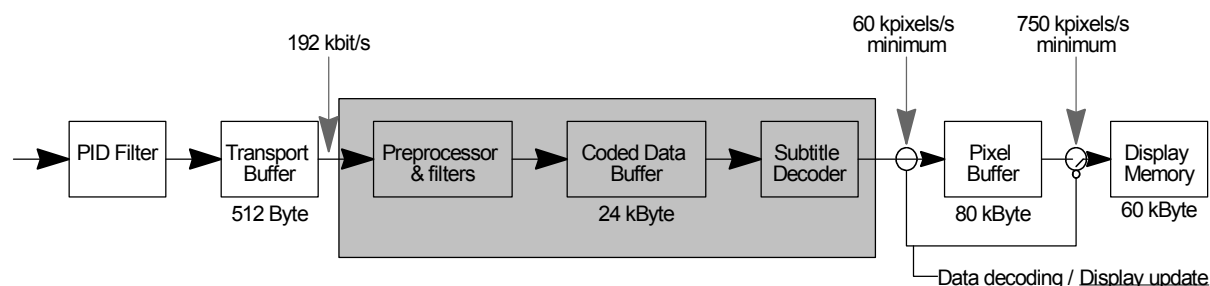 192 kbit/s
60 kpixels/s
minimum
750 kpixels/s
minimum
PID Filter
Transport
Buffer
512 Byte
Preprocessor
& filters
Coded Data
Buffer
24 kByte
Subtitle
Decoder
Pixel
Buffer
80 kByte
Display
Memory
60 kByte
Data decoding / Display update